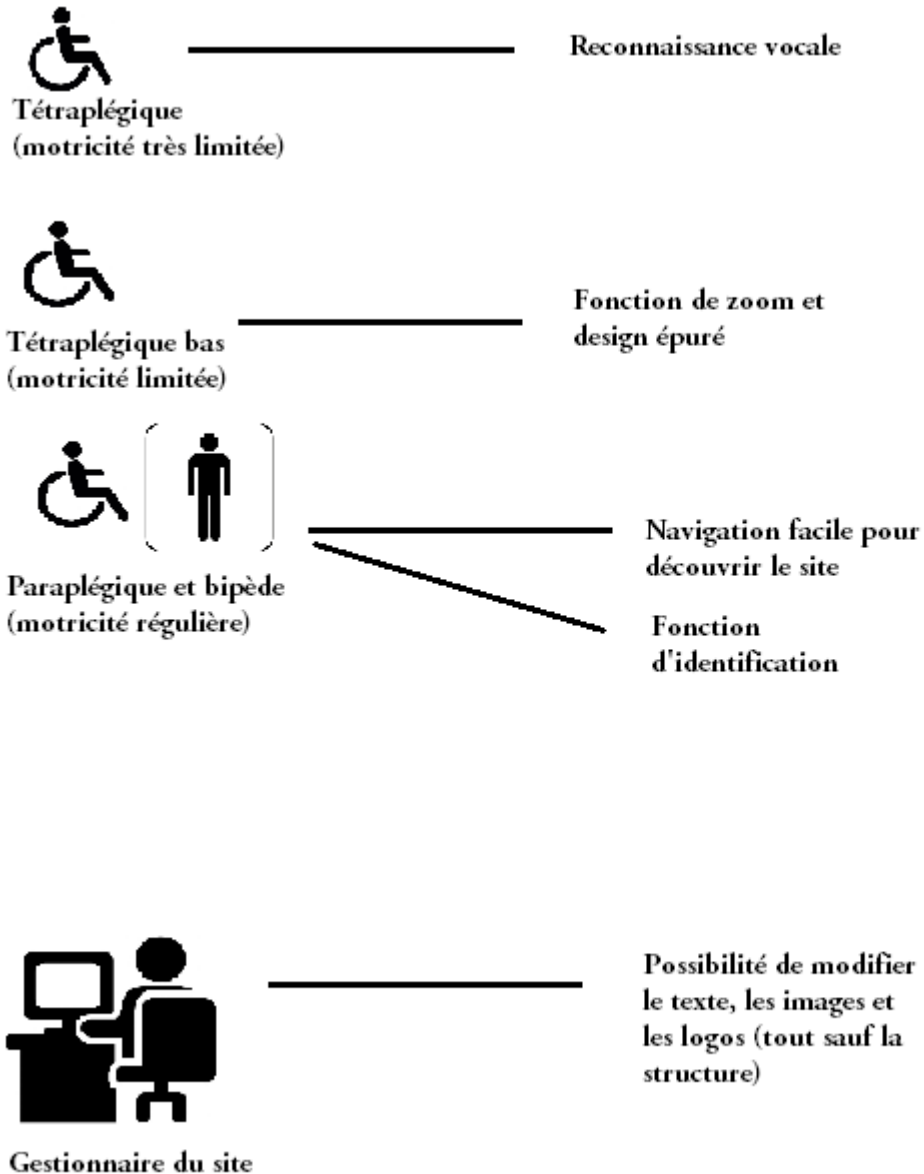 Reconnaissance vocale
Tétraplégique
(motricité très limitée)
Fonction de zoom et
design épuré
Tétraplégique bas
(motricité limitée)
Navigation facile pour
découvrir le site
Paraplégique et bipède
(motricité régulière)
Fonction
d'identification
Possibilité de modifier
le texte, les images et
les logos (tout sauf la
structure)
Gestionnaire du site